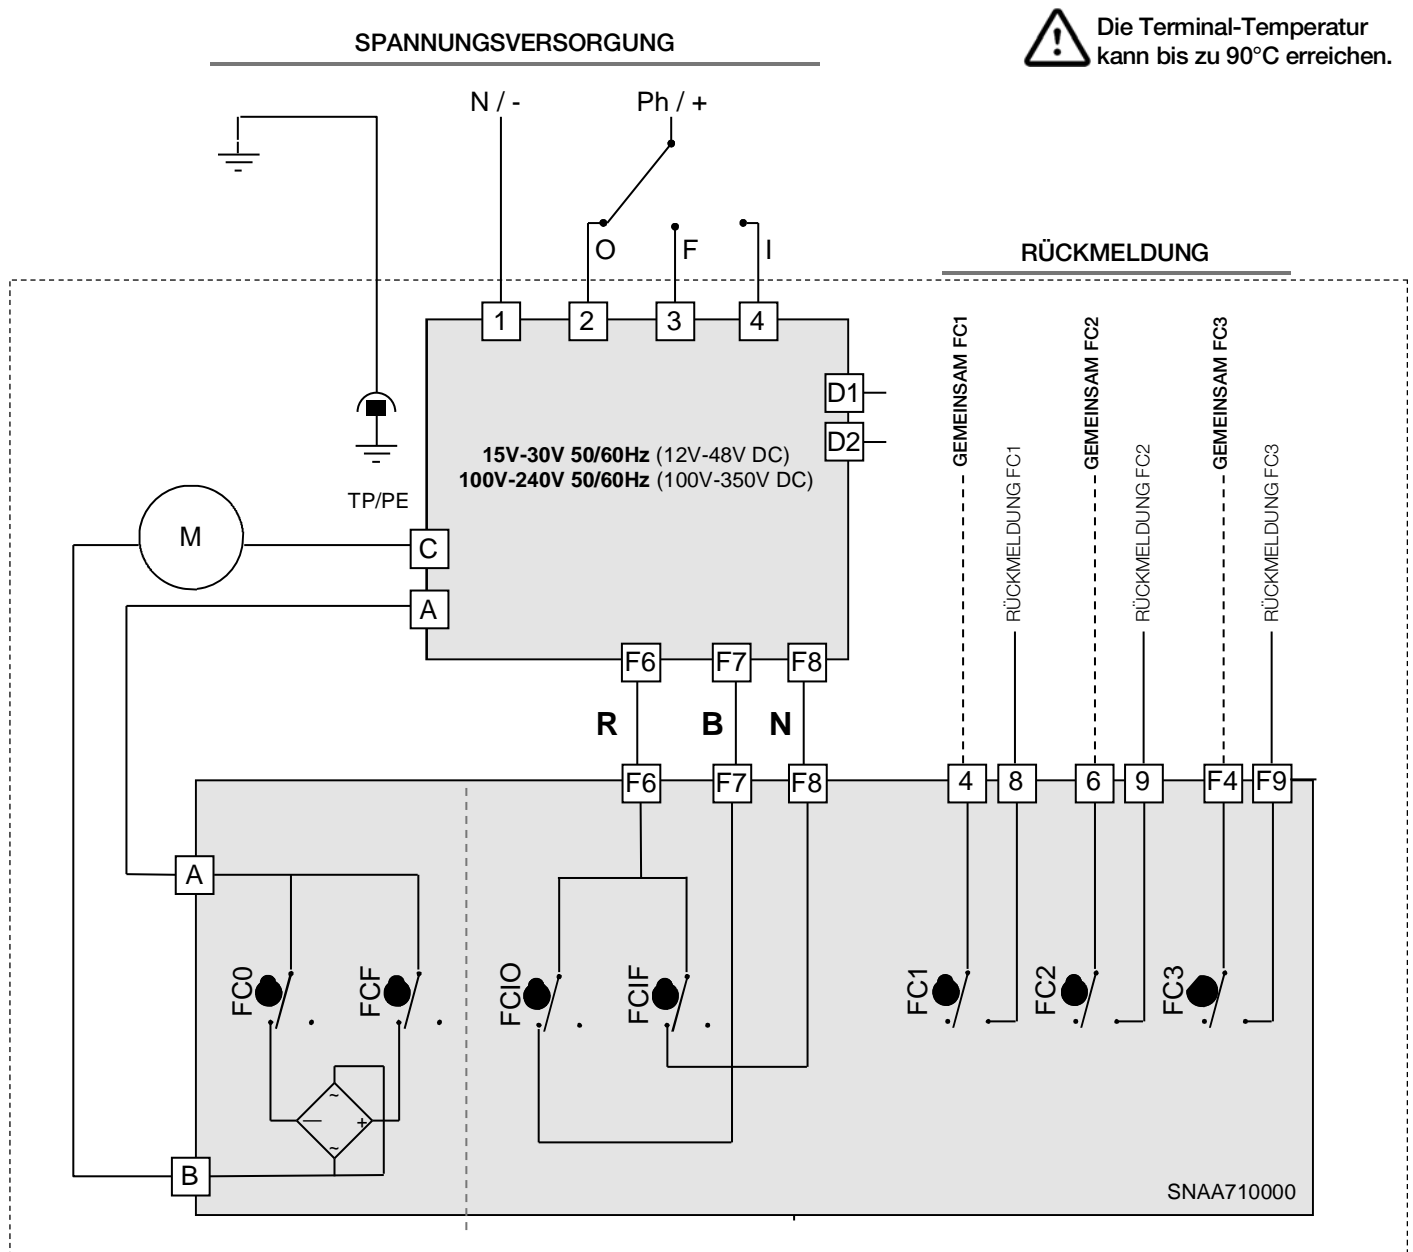 SPANNUNGSVERSORGUNG
Die Terminal-Temperatur
kann bis zu 90°C erreichen.
N / -
Ph / +
O
F
I
RÜCKMELDUNG
1
2
3
4
D1
D2
15V-30V 50/60Hz (12V-48V DC)
100V-240V 50/60Hz (100V-350V DC)
TP/PE
M
C
A
GEMEINSAM FC1
RÜCKMELDUNG FC1
GEMEINSAM FC2
RÜCKMELDUNG FC2
GEMEINSAM FC3
RÜCKMELDUNG FC3
F6
F7
F8
R
B
N
F6
F7
F8
4
8
6
9
F4
F9
A
FC0
FCF
FCIO
FCIF
FC1
FC2
FC3
~
—
+
~
B
SNAA710000